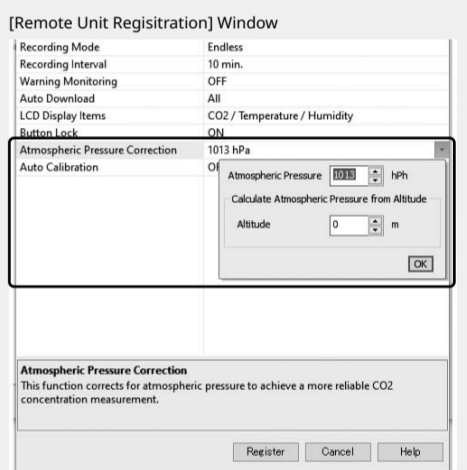 [Remote Unit Regisitration] Window
Recording Mode Endless
Recording Interval 10 min.
Warning Monitoring OFF
Auto Download All
LCD Display Items CO2 / Temperature / Humidity
Button Lock ON
Atmospheric Pressure Correction 1013 hPa
Auto Calibration
Atmospheric Pressure 1013 hPh
Calculate Atmospheric Pressure from Altitude
Altitude 0 m
OK
Atmospheric Pressure Correction
This function corrects for atmospheric pressure to achieve a more reliable CO2
concentration measurement.
Register Cancel Help